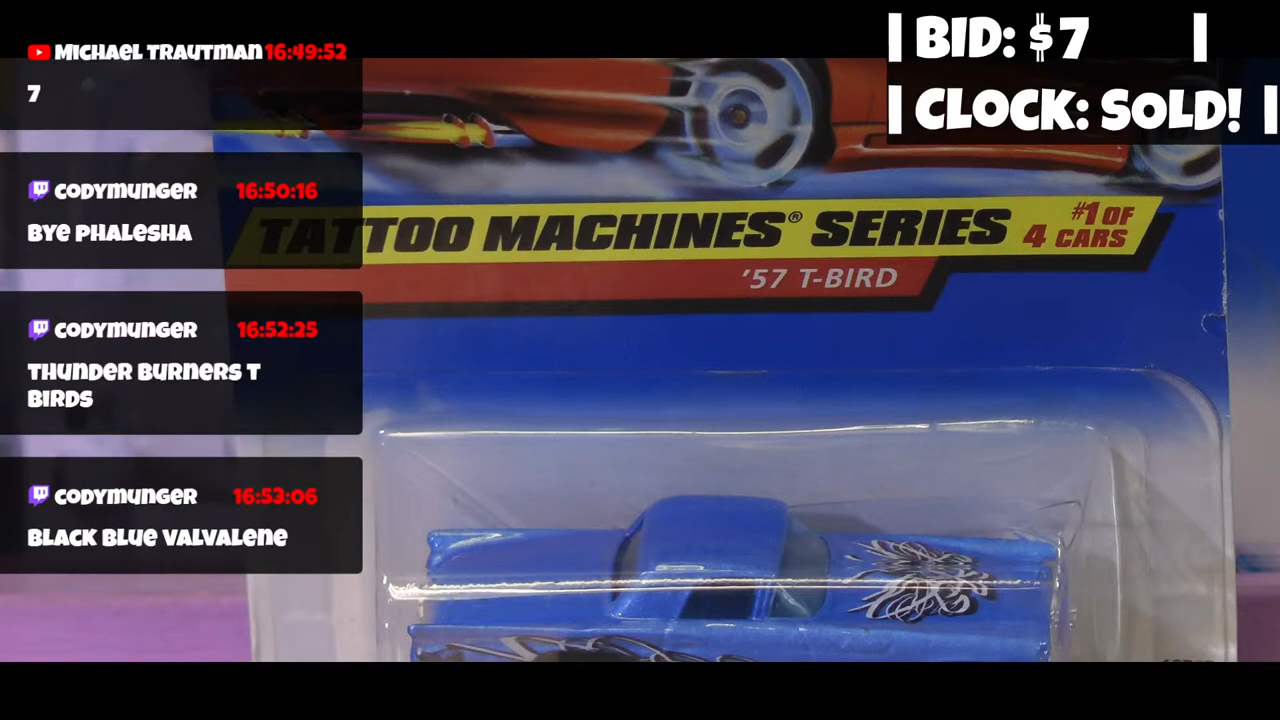 MICHAEL TRAUTMAN 16:49:52
7
CODYMUNGER 16:50:16
BYE PHALESHA
CODYMUNGER 16:52:25
THUNDER BURNERS T
BIRDS
CODYMUNGER 16:53:06
BLACK BLUE VALVALENE
| BID: $7 |
| CLOCK: SOLD! |
TATTOO MACHINES® SERIES
#1 OF
4 CARS
'57 T-BIRD